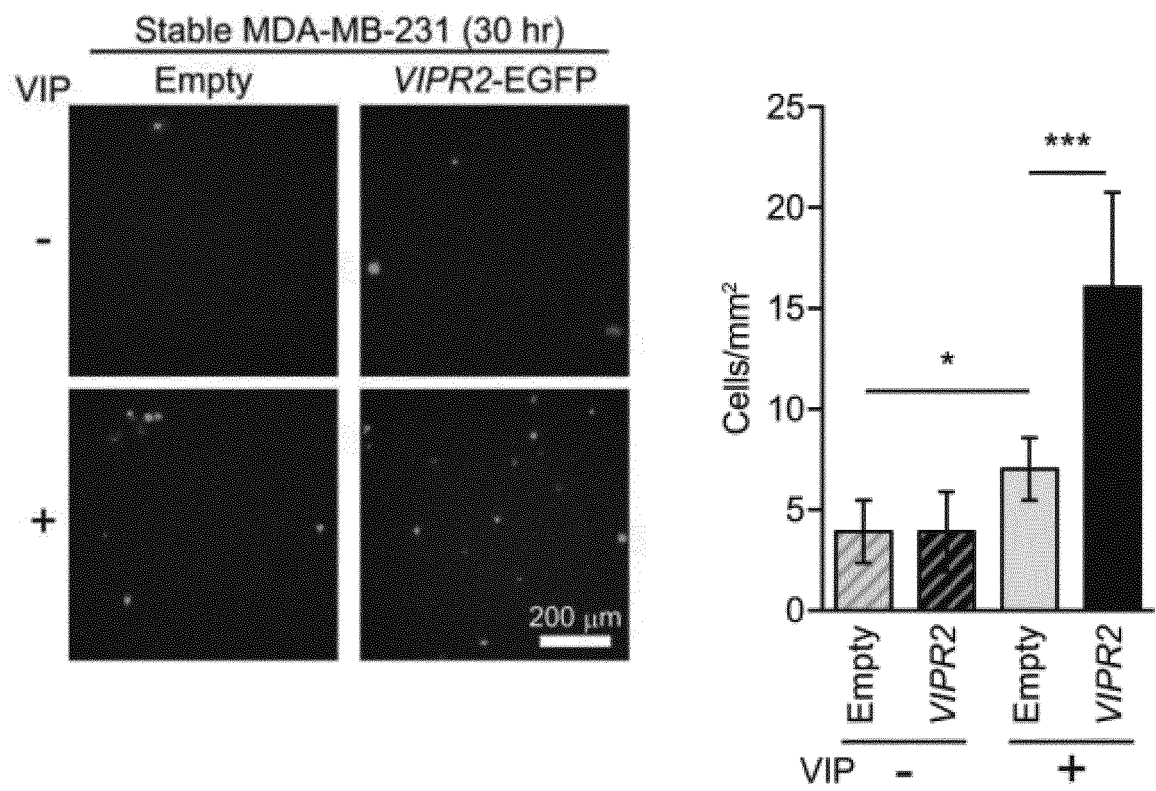 Stable MDA-MB-231 (30 hr)
VIP Empty VIPR2-EGFP
-
+
200 μm
25
20
15
10
5
0
Cells/mm²
***
*
Empty VIPR2 Empty VIPR2
VIP - +